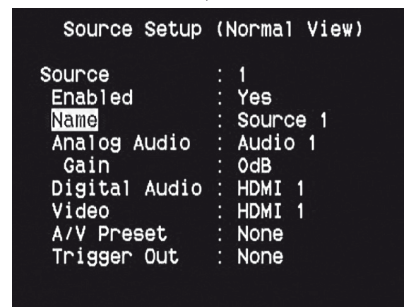 Source Setup (Normal View)
Source : 1
Enabled : Yes
Name : Source 1
Analog Audio : Audio 1
Gain : 0dB
Digital Audio : HDMI 1
Video : HDMI 1
A/V Preset : None
Trigger Out : None